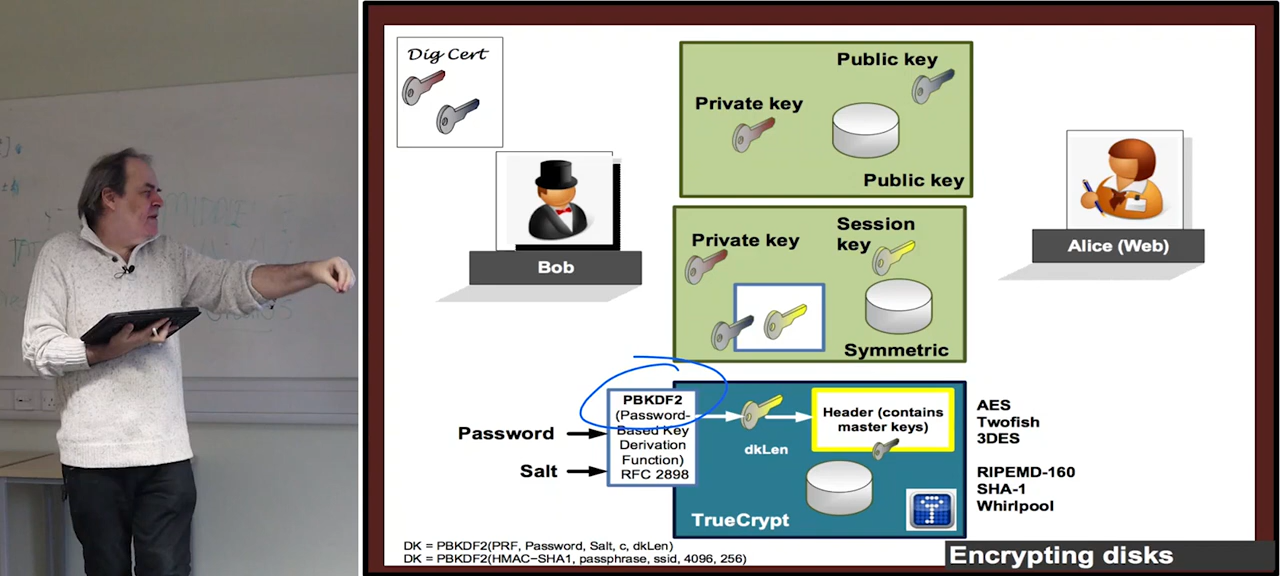 Dig Cert
Public key
Private key
Public key
Bob
Alice (Web)
Private key
Session
key
Symmetric
Password
Salt
PBKDF2
(Password-
Based Key
Derivation
Function)
RFC 2898
dkLen
Header (contains
master keys)
TrueCrypt
AES
Twofish
3DES
RIPEMD-160
SHA-1
Whirlpool
DK = PBKDF2(PRF, Password, Salt, c, dkLen)
DK = PBKDF2(HMAC−SHA1, passphrase, ssid, 4096, 256)
Encrypting disks
MIDDLE